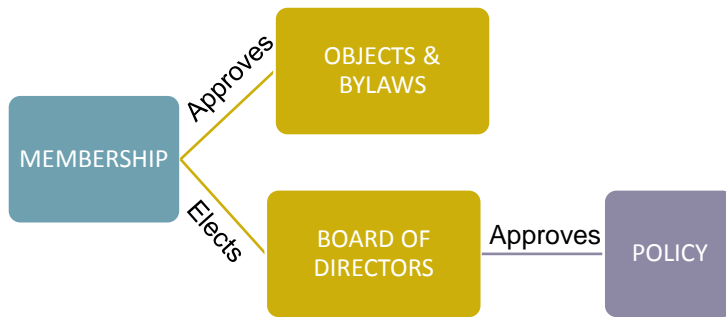 Approves
OBJECTS &
BYLAWS
MEMBERSHIP
Elects
BOARD OF
DIRECTORS
Approves
POLICY